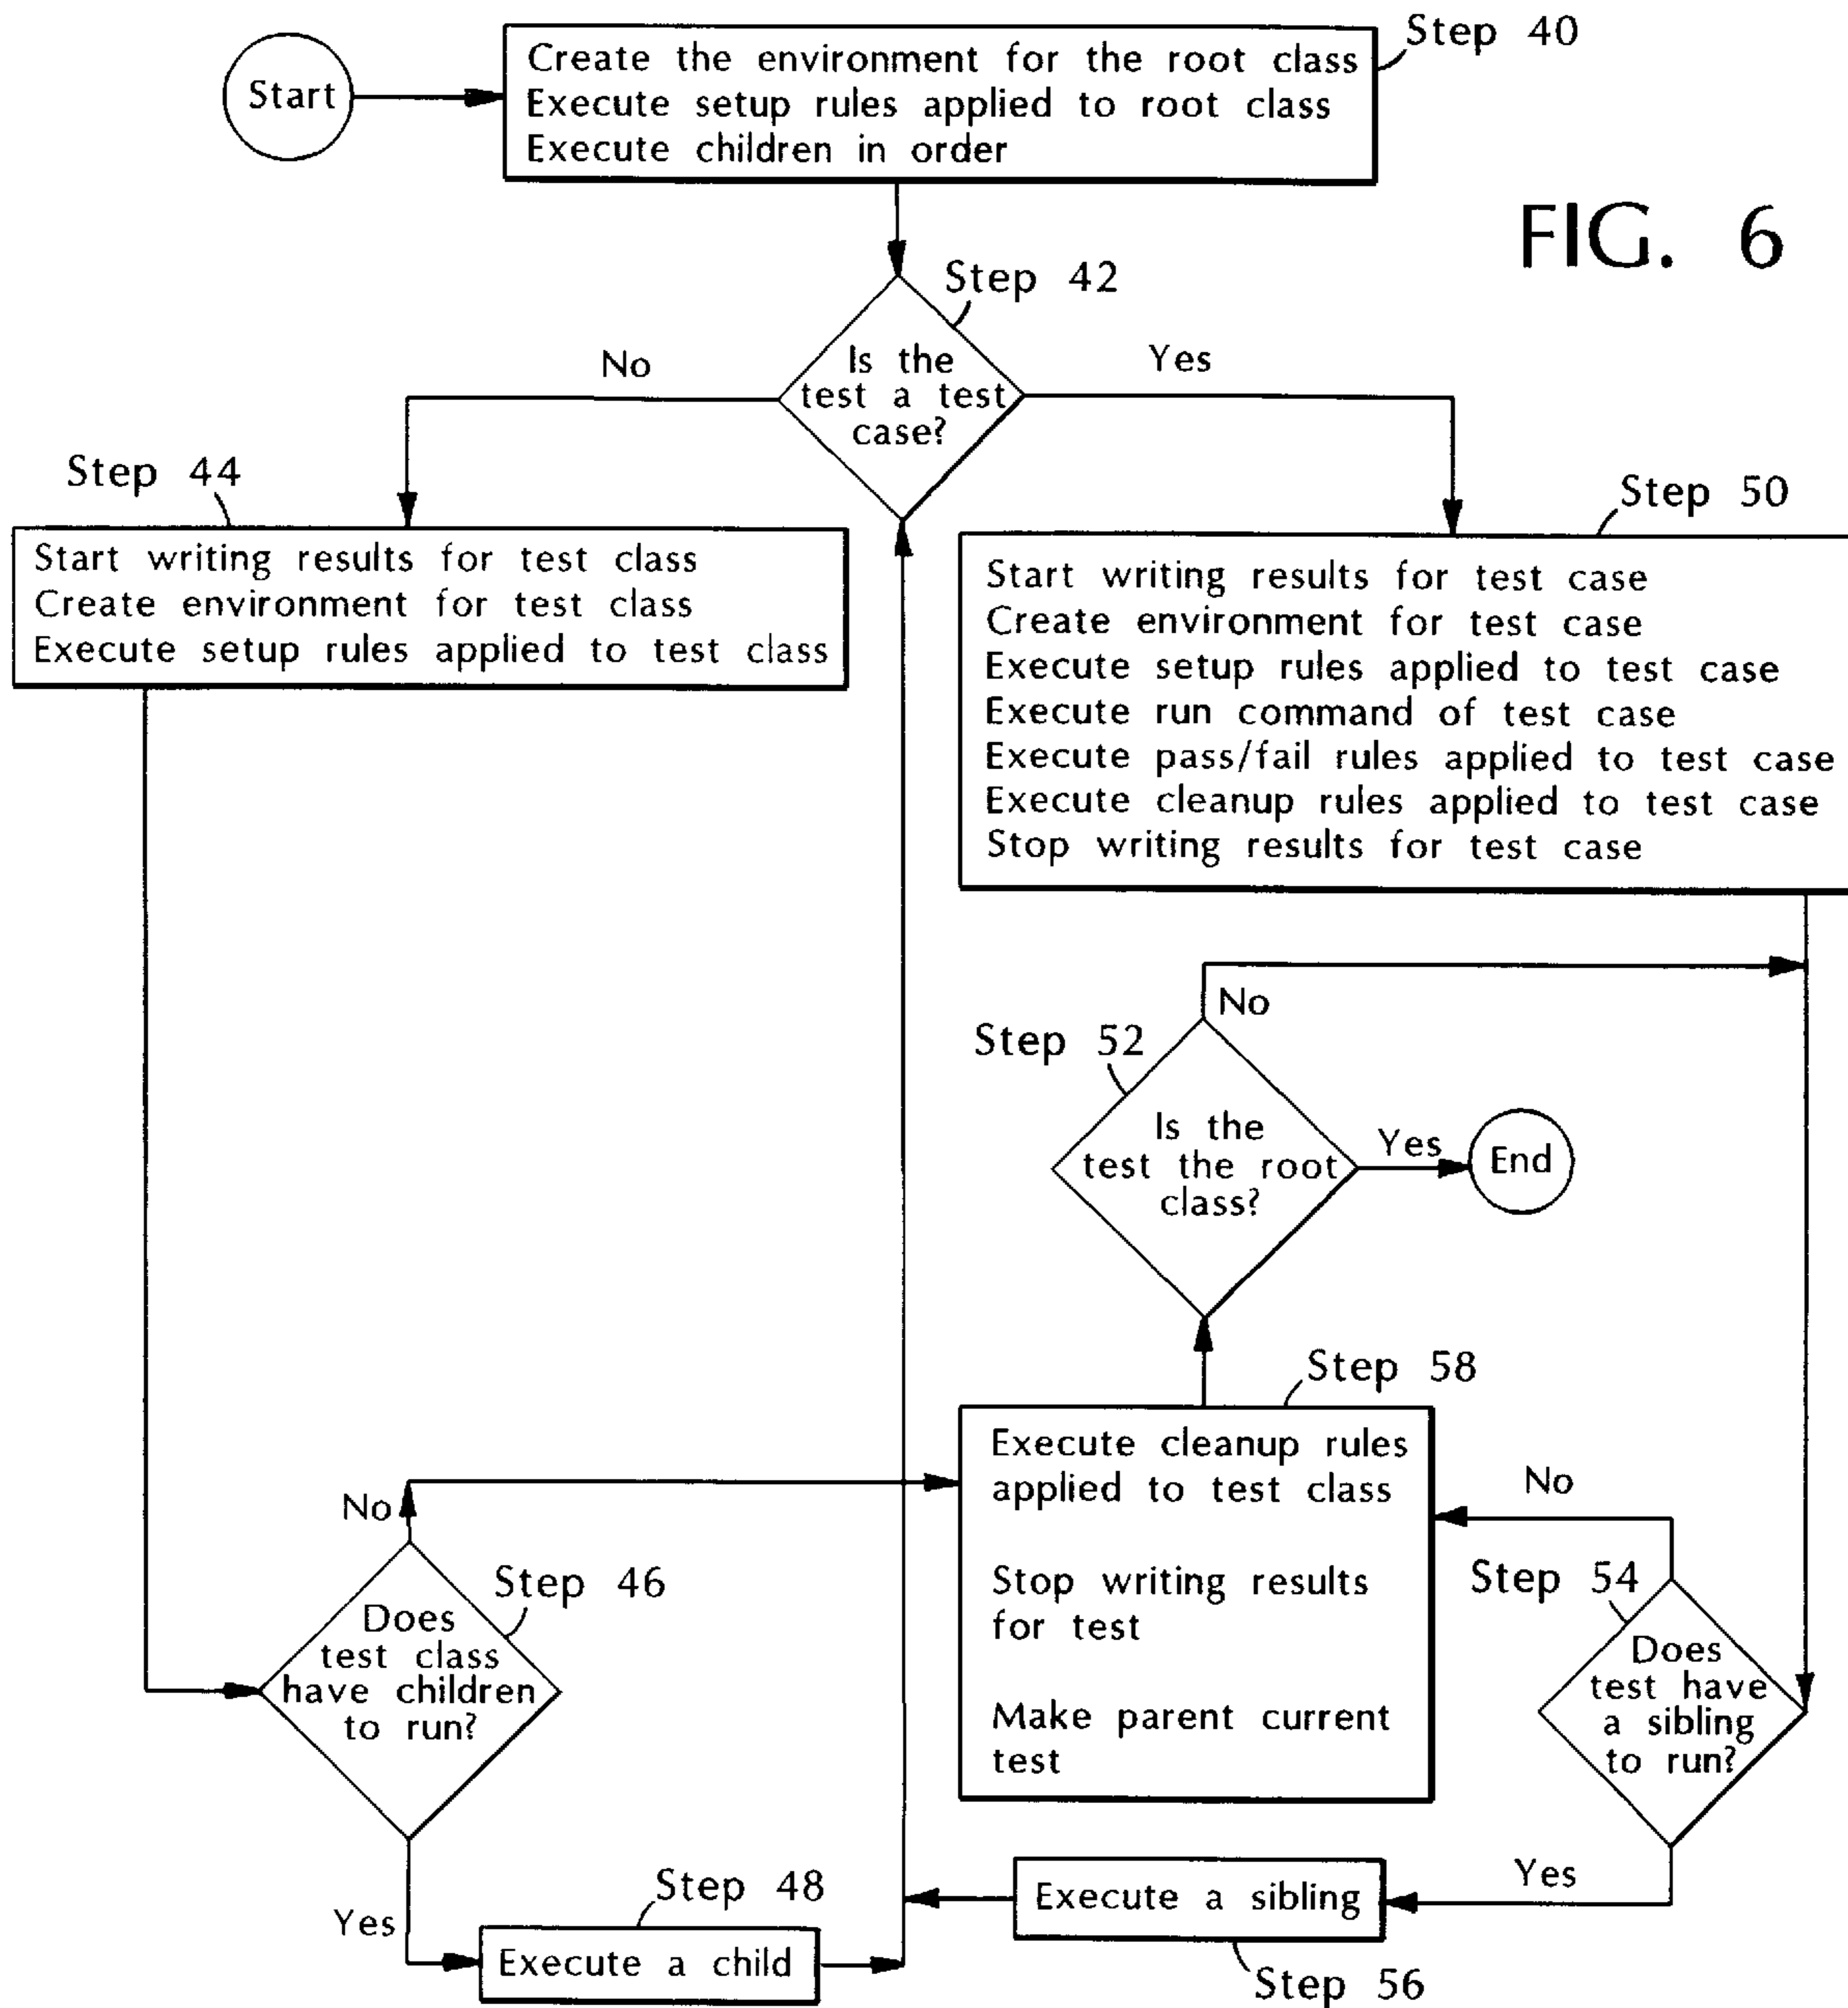 Start
Create the environment for the root class
Execute setup rules applied to root class
Execute children in order
Step 40
FIG. 6
Step 42
Is the
test a test
case?
No
Yes
Step 44
Start writing results for test class
Create environment for test class
Execute setup rules applied to test class
Step 50
Start writing results for test case
Create environment for test case
Execute setup rules applied to test case
Execute run command of test case
Execute pass/fail rules applied to test case
Execute cleanup rules applied to test case
Stop writing results for test case
No
Step 52
Is the
test the root
class?
Yes
End
Step 58
Execute cleanup rules
applied to test class
Stop writing results
for test
Make parent current
test
No
Step 54
Does
test have
a sibling
to run?
Yes
No
Step 46
Does
test class
have children
to run?
Yes
Step 48
Execute a child
Execute a sibling
Step 56